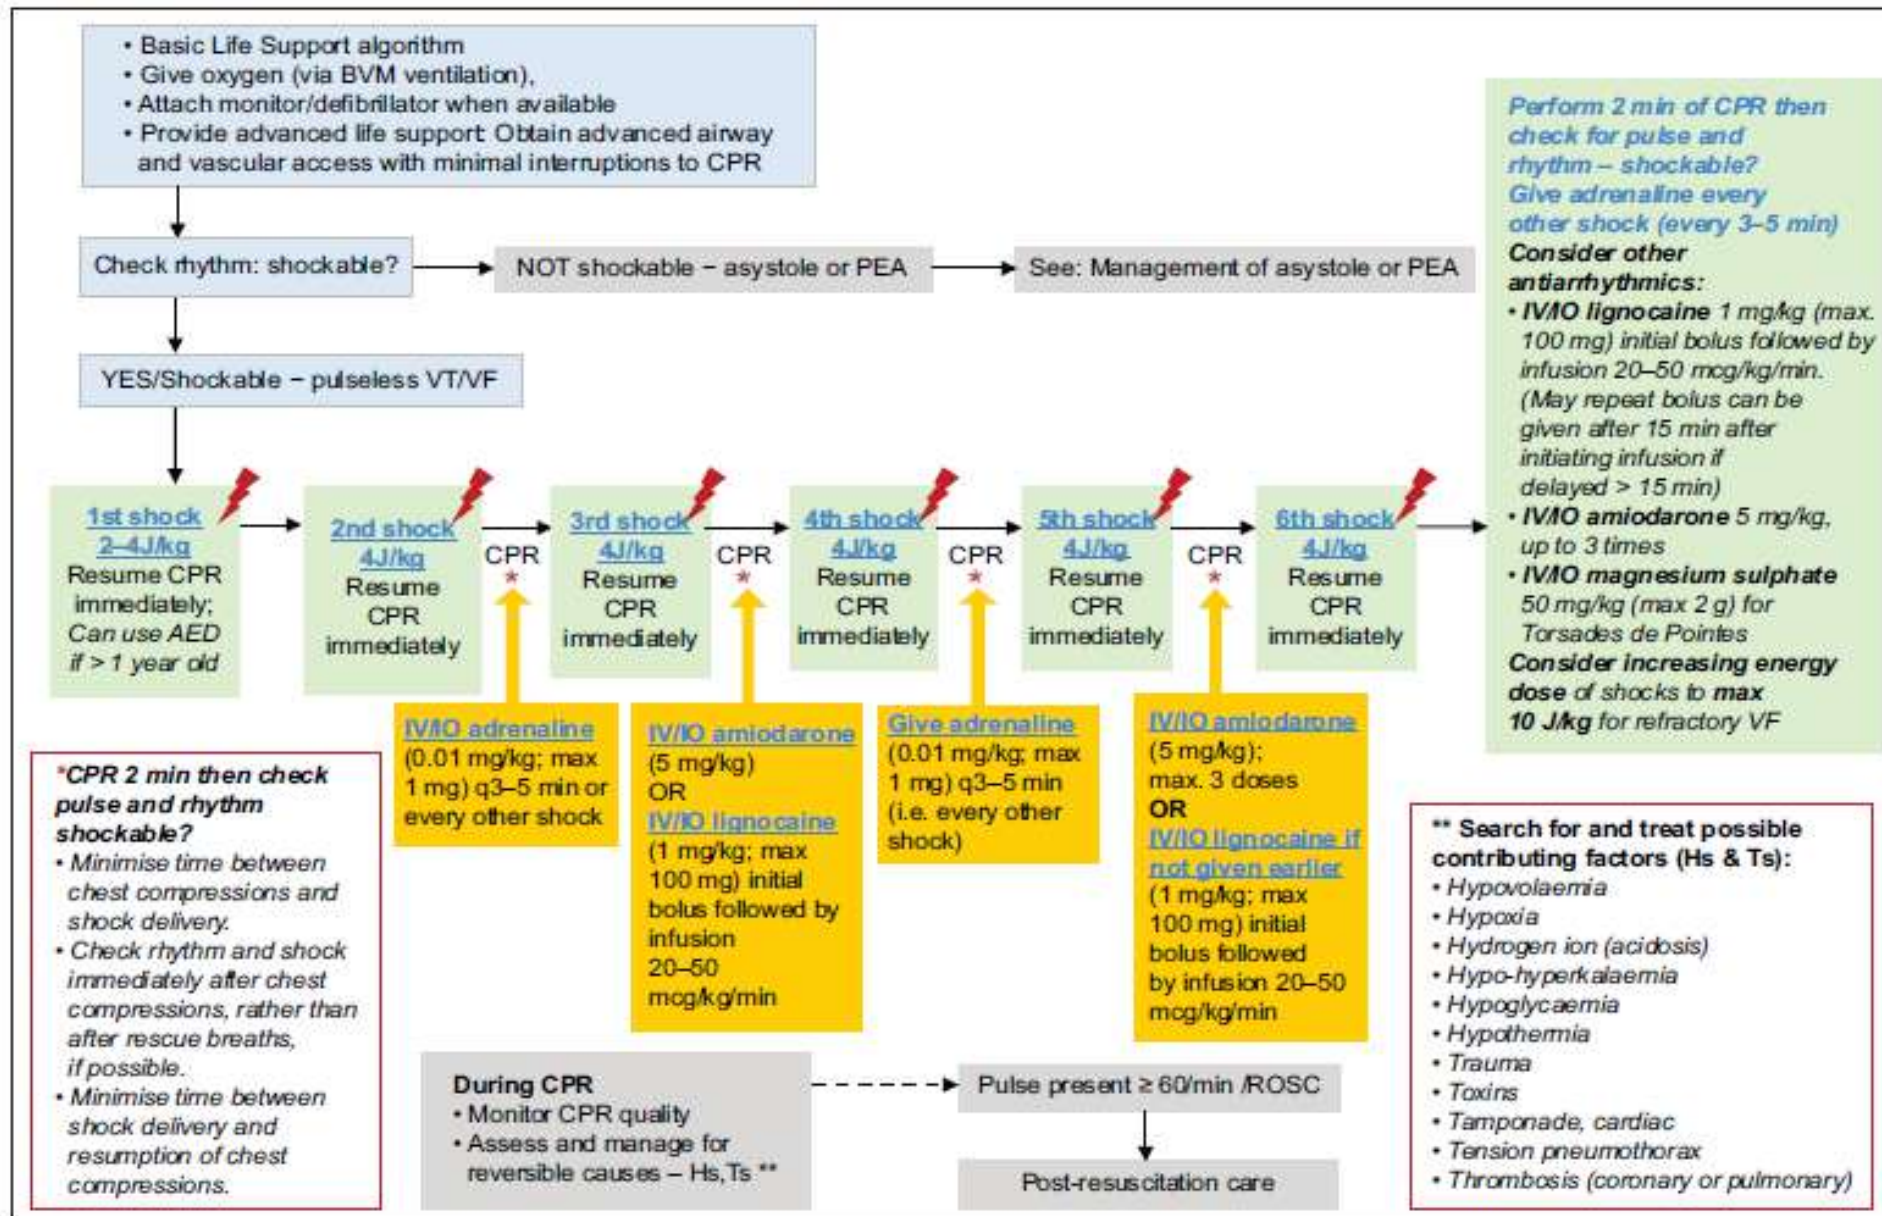 • Basic Life Support algorithm
• Give oxygen (via BVM ventilation),
• Attach monitor/defibrillator when available
• Provide advanced life support: Obtain advanced airway
and vascular access with minimal interruptions to CPR
Check rhythm: shockable?
NOT shockable – asystole or PEA
See: Management of asystole or PEA
YES/Shockable – pulseless VT/VF
1st shock
2–4J/kg
Resume CPR
immediately;
Can use AED
if > 1 year old
2nd shock
4J/kg
Resume
CPR
immediately
CPR
*
3rd shock
4J/kg
Resume
CPR
immediately
CPR
*
4th shock
4J/kg
Resume
CPR
immediately
CPR
*
5th shock
4J/kg
Resume
CPR
immediately
CPR
*
6th shock
4J/kg
Resume
CPR
immediately
Perform 2 min of CPR then
check for pulse and
rhythm – shockable?
Give adrenaline every
other shock (every 3–5 min)
Consider other
antiarrhythmics:
• IV/IO lignocaine 1 mg/kg (max.
100 mg) initial bolus followed by
infusion 20–50 mcg/kg/min.
(May repeat bolus can be
given after 15 min after
initiating infusion if
delayed > 15 min)
• IV/IO amiodarone 5 mg/kg,
up to 3 times
• IV/IO magnesium sulphate
50 mg/kg (max 2 g) for
Torsades de Pointes
Consider increasing energy
dose of shocks to max
10 J/kg for refractory VF
IV/IO adrenaline
(0.01 mg/kg; max
1 mg) q3–5 min or
every other shock
IV/IO amiodarone
(5 mg/kg)
OR
IV/IO lignocaine
(1 mg/kg; max
100 mg) initial
bolus followed by
infusion
20–50
mcg/kg/min
Give adrenaline
(0.01 mg/kg; max
1 mg) q3–5 min
(i.e. every other
shock)
IV/IO amiodarone
(5 mg/kg);
max. 3 doses
OR
IV/IO lignocaine if
not given earlier
(1 mg/kg; max
100 mg) initial
bolus followed
by infusion 20–50
mcg/kg/min
*CPR 2 min then check
pulse and rhythm
shockable?
• Minimise time between
chest compressions and
shock delivery.
• Check rhythm and shock
immediately after chest
compressions, rather than
after rescue breaths,
if possible.
• Minimise time between
shock delivery and
resumption of chest
compressions.
During CPR
• Monitor CPR quality
• Assess and manage for
reversible causes – Hs,Ts **
Pulse present ≥ 60/min /ROSC
Post-resuscitation care
** Search for and treat possible
contributing factors (Hs & Ts):
• Hypovolaemia
• Hypoxia
• Hydrogen ion (acidosis)
• Hypo-hyperkalaemia
• Hypoglycaemia
• Hypothermia
• Trauma
• Toxins
• Tamponade, cardiac
• Tension pneumothorax
• Thrombosis (coronary or pulmonary)